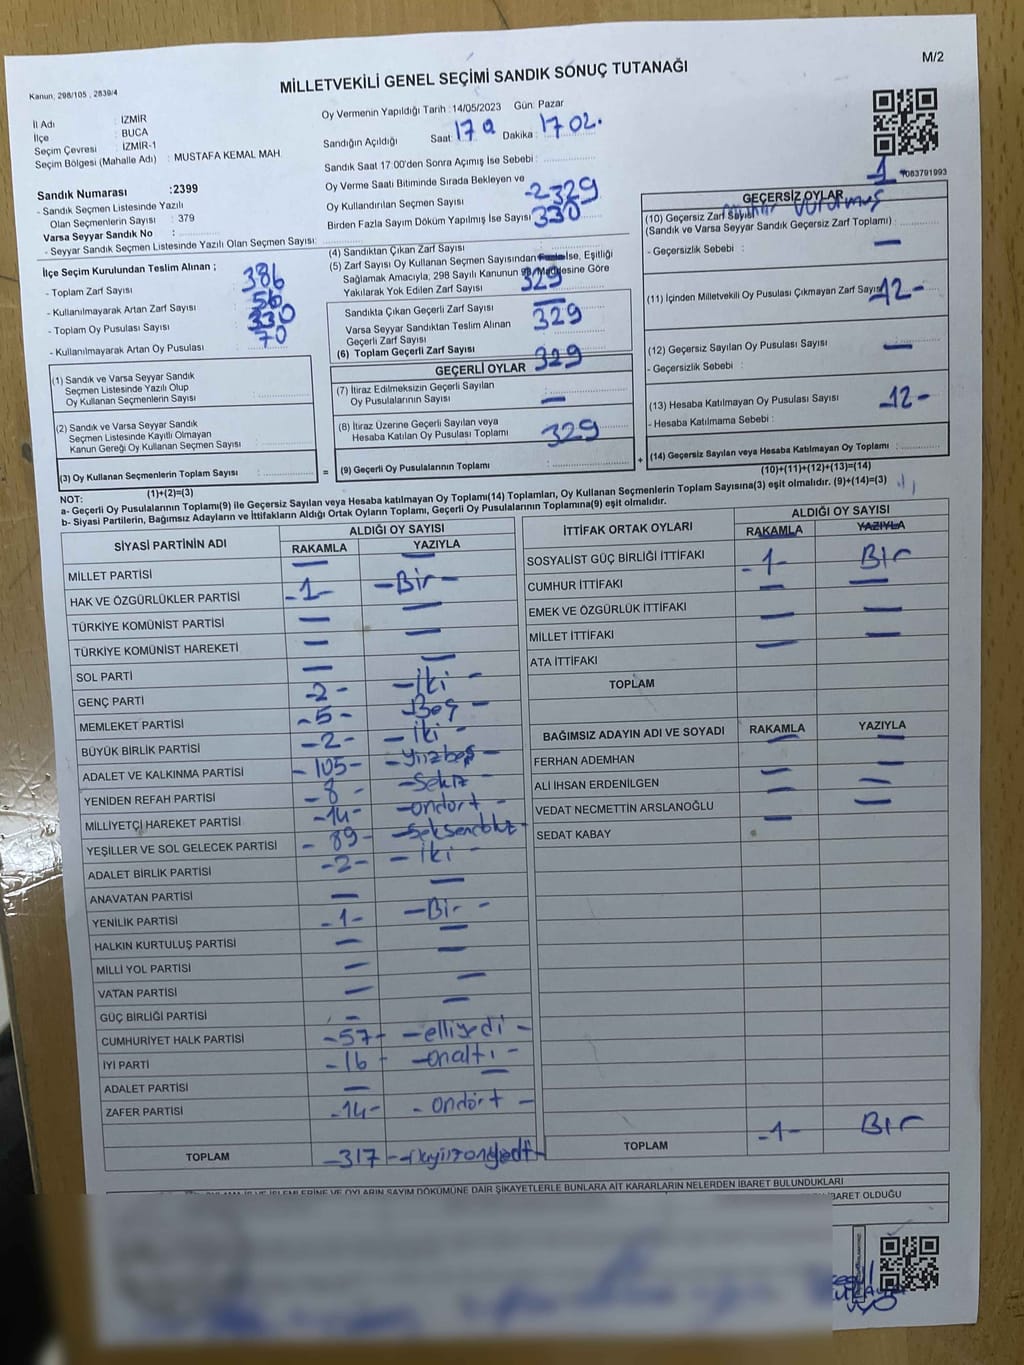 M/2
MİLLETVEKİLİ GENEL SEÇİMİ SANDIK SONUÇ TUTANAĞI
Kanun, 298/105 , 2839/4
İl Adı : İZMİR
İlçe : BUCA
Seçim Çevresi : İZMİR-1
Seçim Bölgesi (Mahalle Adı) : MUSTAFA KEMAL MAH.
Sandık Numarası :2399
- Sandık Seçmen Listesinde Yazılı
Olan Seçmenlerin Sayısı : 379
Varsa Seyyar Sandık No :
- Seyyar Sandık Seçmen Listesinde Yazılı Olan Seçmen Sayısı:
Oy Vermenin Yapıldığı Tarih :14/05/2023 Gün: Pazar
Sandığın Açıldığı Saat 17 Dakika : 17 02.
Sandık Saat 17.00'den Sonra Açımış İse Sebebi :
Oy Verme Saati Bitiminde Sırada Bekleyen ve
Oy Kullandırılan Seçmen Sayısı -2329
Birden Fazla Sayım Döküm Yapılmış İse Sayısı 330
İlçe Seçim Kurulundan Teslim Alınan ;
- Toplam Zarf Sayısı 386
- Kullanılmayarak Artan Zarf Sayısı 56
- Toplam Oy Pusulası Sayısı 330
- Kullanılmayarak Artan Oy Pusulası 70
(4) Sandıktan Çıkan Zarf Sayısı
(5) Zarf Sayısı Oy Kullanan Seçmen Sayısından Fazla İse, Eşitliği
Sağlamak Amacıyla, 298 Sayılı Kanunun 98. Maddesine Göre
Yakılarak Yok Edilen Zarf Sayısı 329
Sandıkta Çıkan Geçerli Zarf Sayısı
Varsa Seyyar Sandıktan Teslim Alınan 329
Geçerli Zarf Sayısı
(6) Toplam Geçerli Zarf Sayısı
GEÇERLİ OYLAR 329
(7) İtiraz Edilmeksizin Geçerli Sayılan
Oy Pusulalarının Sayısı : —
(8) İtiraz Üzerine Geçerli Sayılan veya
Hesaba Katılan Oy Pusulası Toplamı 329
(9) Geçerli Oy Pusulalarının Toplamı :
-1- 1083791993
GEÇERSİZ OYLAR
(10) Geçersiz Zarf Sayısı
(Sandık ve Varsa Seyyar Sandık Geçersiz Zarf Toplamı) :
- Geçersizlik Sebebi : —
(11) İçinden Milletvekili Oy Pusulası Çıkmayan Zarf Sayısı -12-
(12) Geçersiz Sayılan Oy Pusulası Sayısı : —
- Geçersizlik Sebebi :
(13) Hesaba Katılmayan Oy Pusulası Sayısı -12-
- Hesaba Katılmama Sebebi :
(14) Geçersiz Sayılan veya Hesaba Katılmayan Oy Toplamı :
(10)+(11)+(12)+(13)=(14)
(1) Sandık ve Varsa Seyyar Sandık
Seçmen Listesinde Yazılı Olup
Oy Kullanan Seçmenlerin Sayısı :
(2) Sandık ve Varsa Seyyar Sandık
Seçmen Listesinde Kayıtlı Olmayan
Kanun Gereği Oy Kullanan Seçmen Sayısı :
(3) Oy Kullanan Seçmenlerin Toplam Sayısı :
(1)+(2)=(3)
NOT:
a- Geçerli Oy Pusulalarının Toplamı(9) ile Geçersiz Sayılan veya Hesaba katılmayan Oy Toplamı(14) Toplamları, Oy Kullanan Seçmenlerin Toplam Sayısına(3) eşit olmalıdır. (9)+(14)=(3)
b- Siyasi Partilerin, Bağımsız Adayların ve İttifakların Aldığı Ortak Oyların Toplamı, Geçerli Oy Pusulalarının Toplamına(9) eşit olmalıdır.
SİYASİ PARTİNİN ADI ALDIĞI OY SAYISI
RAKAMLA YAZIYLA
MİLLET PARTİSİ — —
HAK VE ÖZGÜRLÜKLER PARTİSİ -1- -Bir-
TÜRKİYE KOMÜNİST PARTİSİ — —
TÜRKİYE KOMÜNİST HAREKETİ — —
SOL PARTİ — —
GENÇ PARTİ -2- -İki-
MEMLEKET PARTİSİ -5- -Beş-
BÜYÜK BİRLİK PARTİSİ -2- -İki-
ADALET VE KALKINMA PARTİSİ -105- -yüzbeş-
YENİDEN REFAH PARTİSİ -8- -Sekiz-
MİLLİYETÇİ HAREKET PARTİSİ -14- -ondört-
YEŞİLLER VE SOL GELECEK PARTİSİ -89- -Seksendokuz
ADALET BİRLİK PARTİSİ -2- -İki-
ANAVATAN PARTİSİ — —
YENİLİK PARTİSİ -1- -Bir-
HALKIN KURTULUŞ PARTİSİ — —
MİLLİ YOL PARTİSİ — —
VATAN PARTİSİ — —
GÜÇ BİRLİĞİ PARTİSİ — —
CUMHURİYET HALK PARTİSİ -57- -elliyedi-
İYİ PARTİ -16- -onaltı-
ADALET PARTİSİ — —
ZAFER PARTİSİ -14- -ondört-
TOPLAM -317-
İTTİFAK ORTAK OYLARI ALDIĞI OY SAYISI
RAKAMLA YAZIYLA
SOSYALİST GÜÇ BİRLİĞİ İTTİFAKI
CUMHUR İTTİFAKI -1- Bir
EMEK VE ÖZGÜRLÜK İTTİFAKI — —
MİLLET İTTİFAKI — —
ATA İTTİFAKI — —
TOPLAM
BAĞIMSIZ ADAYIN ADI VE SOYADI RAKAMLA YAZIYLA
FERHAN ADEMHAN — —
ALİ İHSAN ERDENİLGEN — —
VEDAT NECMETTİN ARSLANOĞLU — —
SEDAT KABAY — —
TOPLAM -1- Bir
İŞLEMLERİNE VE OYLARIN SAYIM DÖKÜMÜNE DAİR ŞİKAYETLERLE BUNLARA AİT KARARLARIN NELERDEN İBARET BULUNDUKLARI
İBARET OLDUĞU